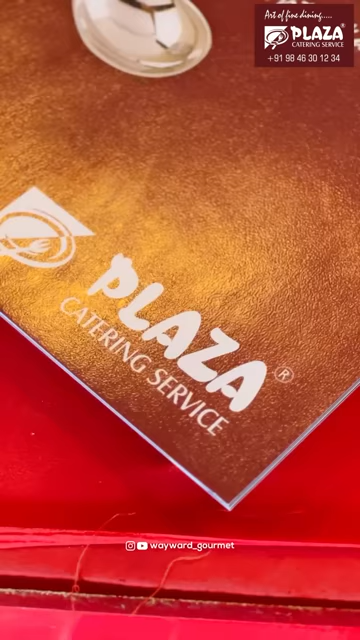 Art of fine dining.....
PLAZA®
CATERING SERVICE
+91 98 46 30 12 34
PLAZA®
CATERING SERVICE
wayward_gourmet